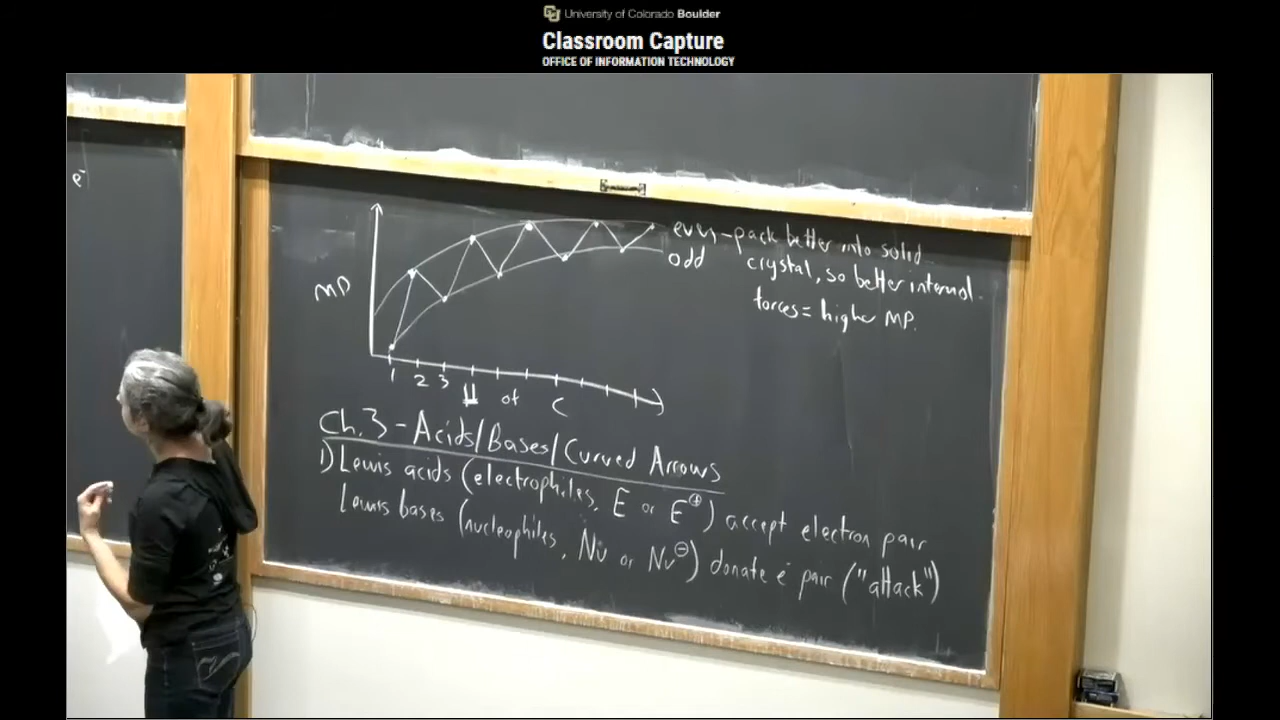 University of Colorado Boulder
Classroom Capture
OFFICE OF INFORMATION TECHNOLOGY
e⁻
MP
even - pack better into solid
odd crystal, so better internal
forces = higher MP.
1 2 3
# of C
Ch. 3 - Acids/Bases/Curved Arrows
1) Lewis acids (electrophiles, E or E⊕) accept electron pair
Lewis bases (nucleophiles, Nu or Nu⊖) donate e⁻ pair ("attack")